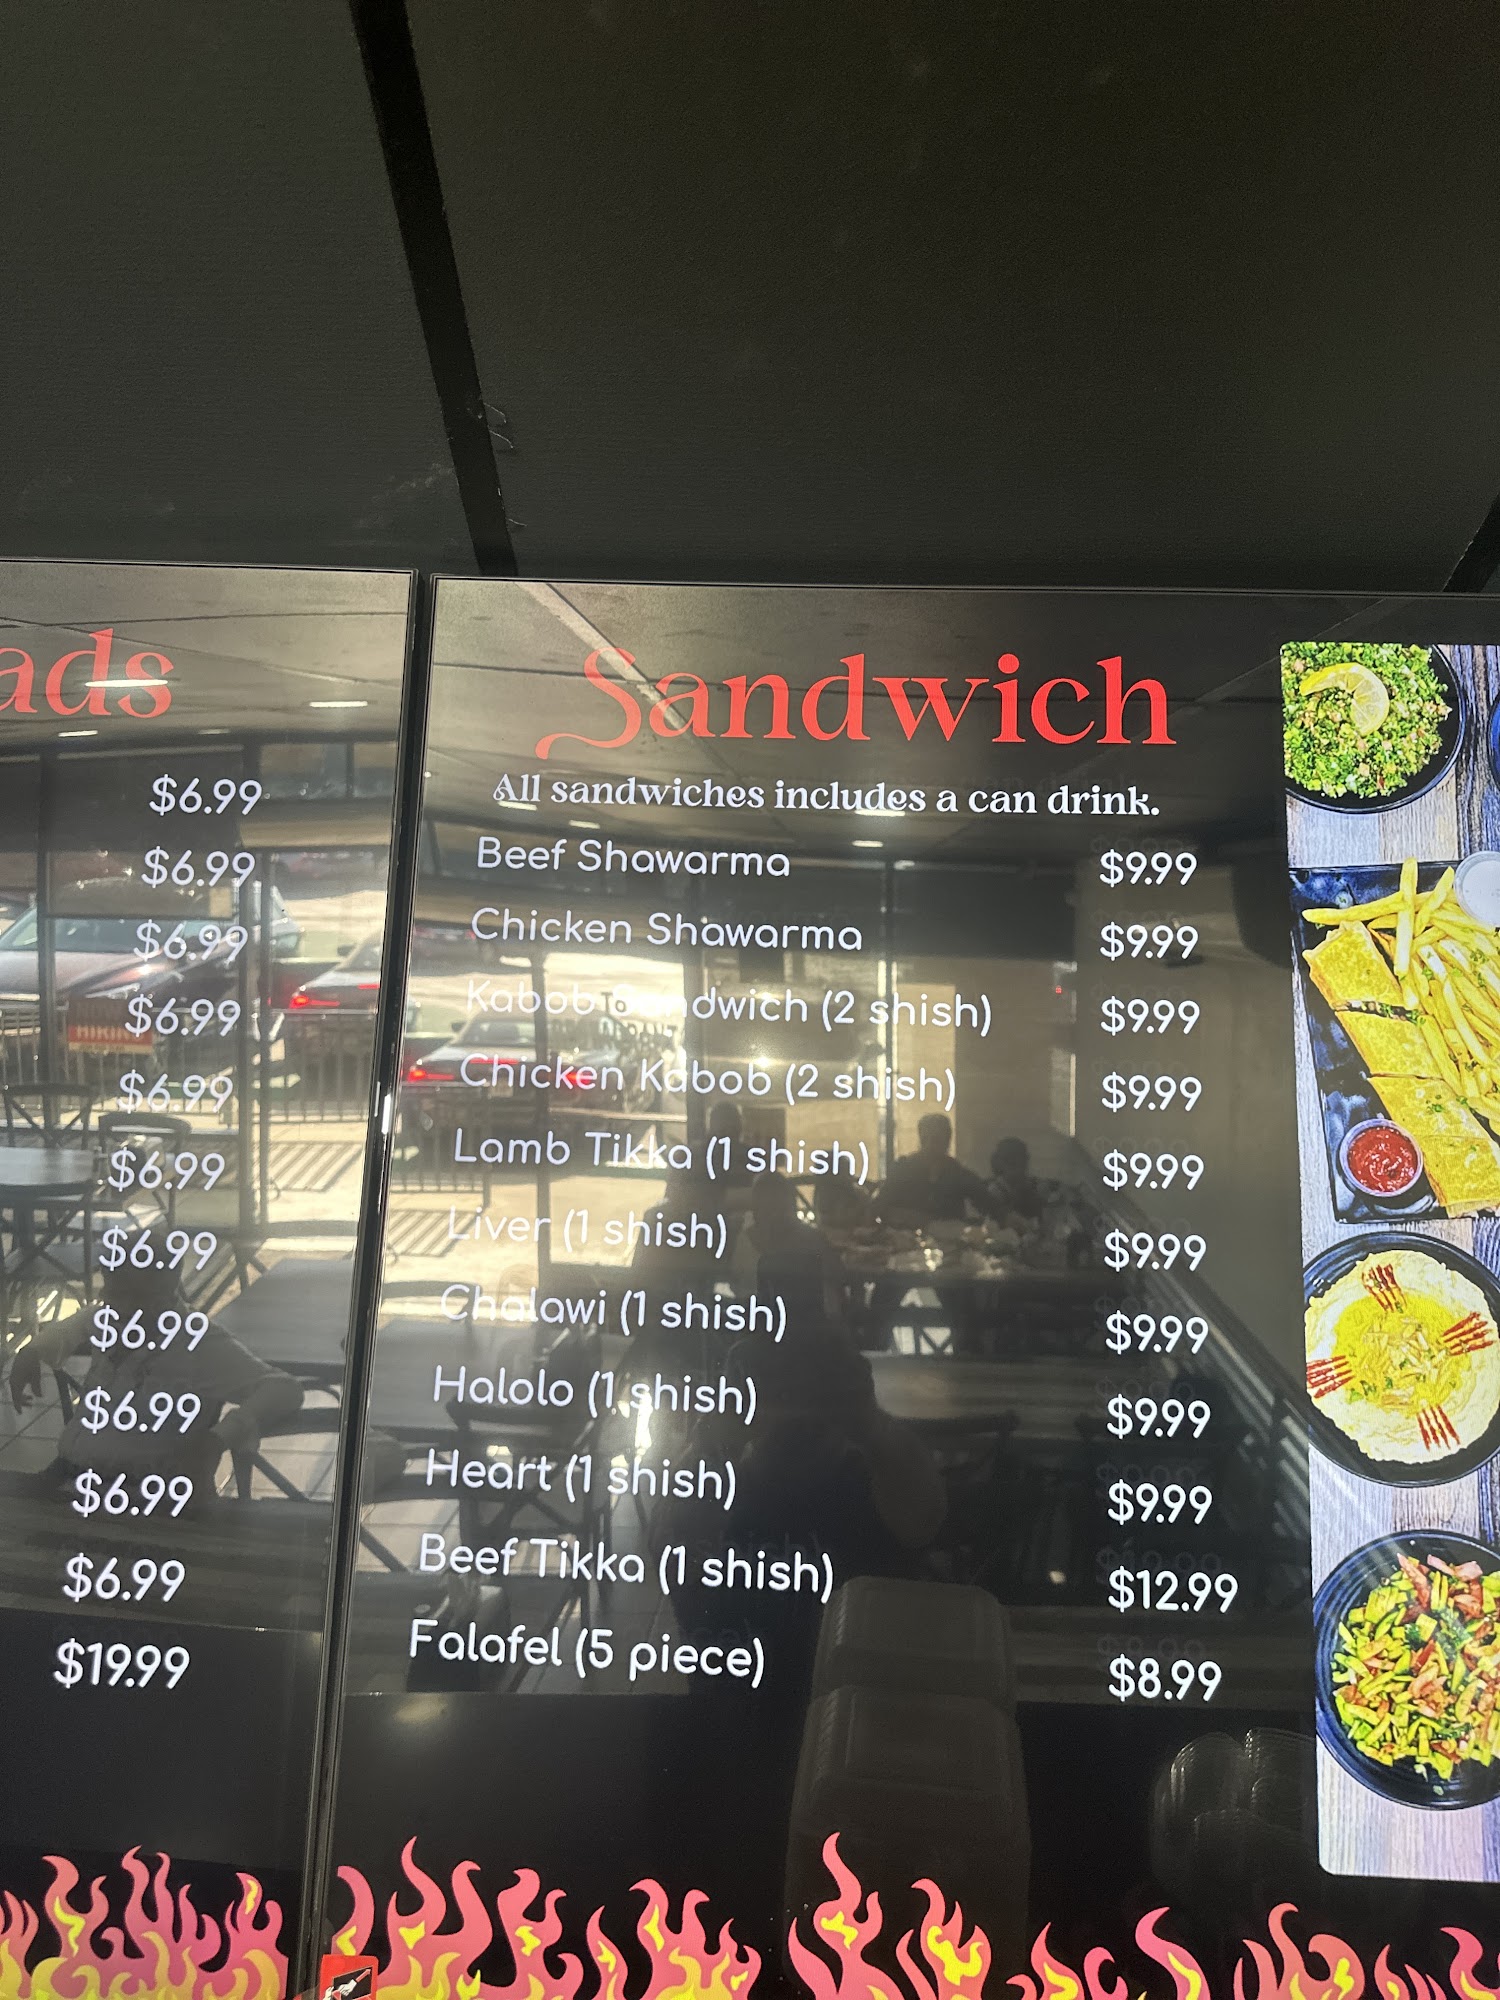 ads
$6.99
$6.99
$6.99
$6.99
$6.99
$6.99
$6.99
$6.99
$6.99
$6.99
$6.99
$19.99
Sandwich
All sandwiches includes a can drink.
Beef Shawarma $9.99
Chicken Shawarma $9.99
Kabob Sandwich (2 shish) $9.99
Chicken Kabob (2 shish) $9.99
Lamb Tikka (1 shish) $9.99
Liver (1 shish) $9.99
Chalawi (1 shish) $9.99
Halolo (1 shish) $9.99
Heart (1 shish) $9.99
Beef Tikka (1 shish) $12.99
Falafel (5 piece) $8.99